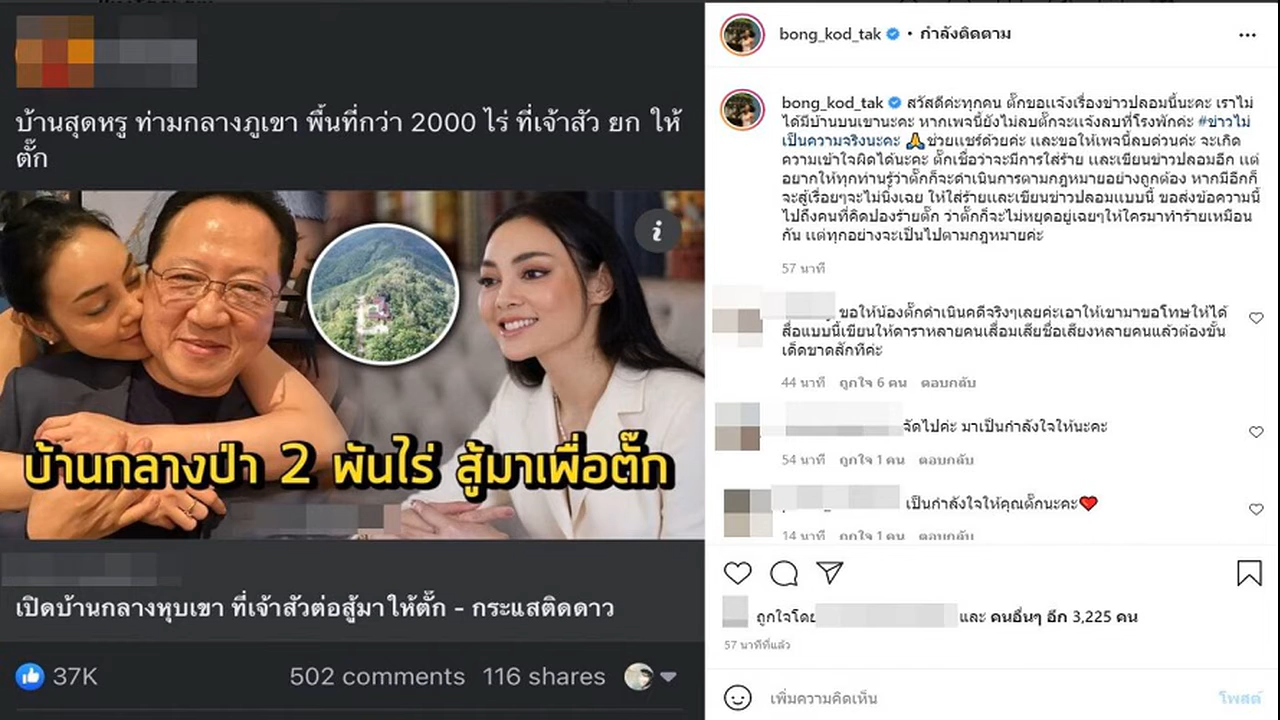 บ้านสุดหรู ท่ามกลางภูเขา พื้นที่กว่า 2000 ไร่ ที่เจ้าสัว ยก ให้
ตั๊ก
บ้านกลางป่า 2 พันไร่ สู้มาเพื่อตั๊ก
เปิดบ้านกลางหุบเขา ที่เจ้าสัวต่อสู้มาให้ตั๊ก - กระแสติดดาว
37K
502 comments 116 shares
bong_kod_tak • กำลังติดตาม
bong_kod_tak สวัสดีค่ะทุกคน ตั๊กขอแจ้งเรื่องข่าวปลอมนี้นะคะ เราไม่
ได้มีบ้านบนเขานะคะ หากเพจนี้ยังไม่ลบตั๊กจะแจ้งลบที่โรงพักค่ะ #ข่าวไม่
เป็นความจริงนะคะ 🙏ช่วยแชร์ด้วยค่ะ และขอให้เพจนี้ลบด่วนค่ะ จะเกิด
ความเข้าใจผิดได้นะคะ ตั๊กเชื่อว่าจะมีการใส่ร้าย และเขียนข่าวปลอมอีก แต่
อยากให้ทุกท่านรู้ว่าตั๊กก็จะดำเนินการตามกฎหมายอย่างถูกต้อง หากมีอีกก็
จะสู้เรื่อยๆจะไม่นิ่งเฉย ให้ใส่ร้ายและเขียนข่าวปลอมแบบนี้ ขอส่งข้อความนี้
ไปถึงคนที่คิดปองร้ายตั๊ก ว่าตั๊กก็จะไม่หยุดอยู่เฉยๆให้ใครมาทำร้ายเหมือน
กัน แต่ทุกอย่างจะเป็นไปตามกฎหมายค่ะ
57 นาที
ขอให้น้องตั๊กดำเนินคดีจริงๆเลยค่ะเอาให้เขามาขอโทษให้ได้
สื่อแบบนี้เขียนให้ดาราหลายคนเสื่อมเสียชื่อเสียงหลายคนแล้วต้องขั้น
เด็ดขาดสักทีค่ะ
44 นาที ถูกใจ 6 คน ตอบกลับ
จัดไปค่ะ มาเป็นกำลังใจให้นะคะ
54 นาที ถูกใจ 1 คน ตอบกลับ
เป็นกำลังใจให้คุณตั๊กนะคะ❤️
14 นาที ถูกใจ 1 คน ตอบกลับ
ถูกใจโดย และ คนอื่นๆ อีก 3,225 คน
57 นาทีที่แล้ว
เพิ่มความคิดเห็น โพสต์